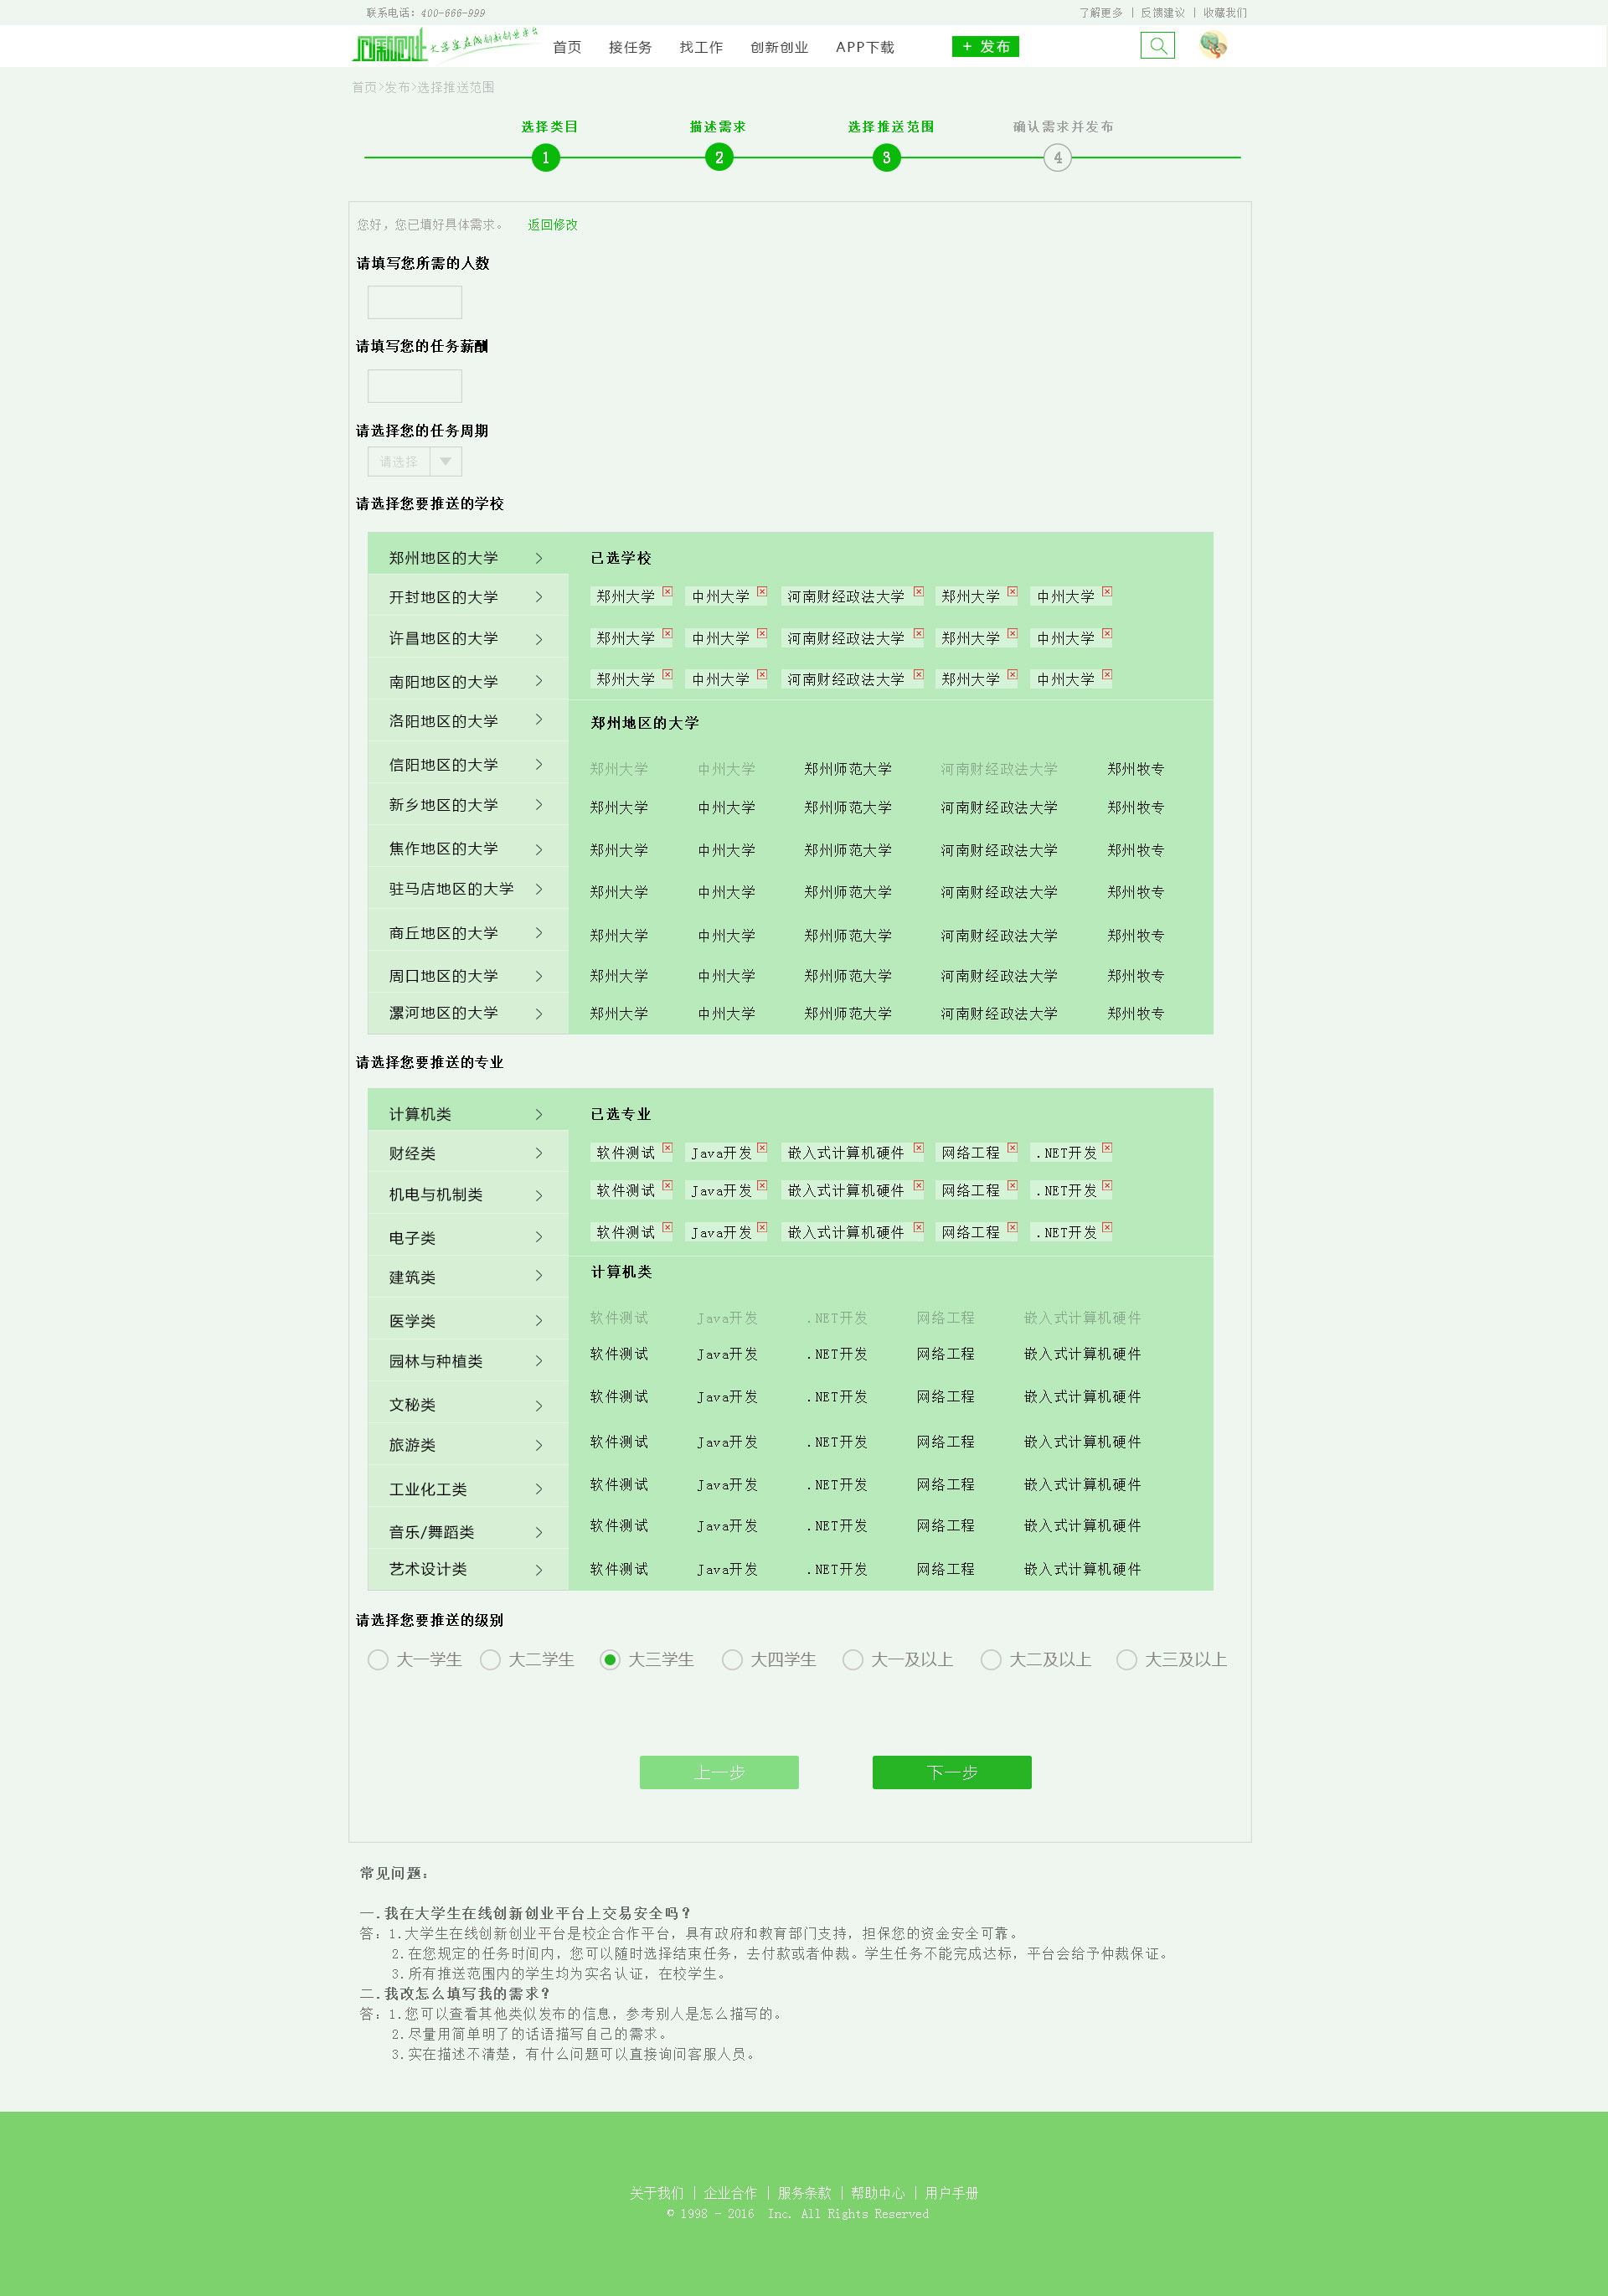 联系电话：400-666-999
了解更多 | 反馈建议 | 收藏我们
首页 接任务 找工作 创新创业 APP下载 + 发布
首页>发布>选择推送范围
选择类目 描述需求 选择推送范围 确认需求并发布
1 2 3 4
您好，您已填好具体需求。 返回修改
请填写您所需的人数
请填写您的任务薪酬
请选择您的任务周期
请选择
请选择您要推送的学校
郑州地区的大学
开封地区的大学
许昌地区的大学
南阳地区的大学
洛阳地区的大学
信阳地区的大学
新乡地区的大学
焦作地区的大学
驻马店地区的大学
商丘地区的大学
周口地区的大学
漯河地区的大学
已选学校
郑州大学 中州大学 河南财经政法大学 郑州大学 中州大学
郑州大学 中州大学 河南财经政法大学 郑州大学 中州大学
郑州大学 中州大学 河南财经政法大学 郑州大学 中州大学
郑州地区的大学
郑州大学 中州大学 郑州师范大学 河南财经政法大学 郑州牧专
郑州大学 中州大学 郑州师范大学 河南财经政法大学 郑州牧专
郑州大学 中州大学 郑州师范大学 河南财经政法大学 郑州牧专
郑州大学 中州大学 郑州师范大学 河南财经政法大学 郑州牧专
郑州大学 中州大学 郑州师范大学 河南财经政法大学 郑州牧专
郑州大学 中州大学 郑州师范大学 河南财经政法大学 郑州牧专
郑州大学 中州大学 郑州师范大学 河南财经政法大学 郑州牧专
请选择您要推送的专业
计算机类
财经类
机电与机制类
电子类
建筑类
医学类
园林与种植类
文秘类
旅游类
工业化工类
音乐/舞蹈类
艺术设计类
已选专业
软件测试 Java开发 嵌入式计算机硬件 网络工程 .NET开发
软件测试 Java开发 嵌入式计算机硬件 网络工程 .NET开发
软件测试 Java开发 嵌入式计算机硬件 网络工程 .NET开发
计算机类
软件测试 Java开发 .NET开发 网络工程 嵌入式计算机硬件
软件测试 Java开发 .NET开发 网络工程 嵌入式计算机硬件
软件测试 Java开发 .NET开发 网络工程 嵌入式计算机硬件
软件测试 Java开发 .NET开发 网络工程 嵌入式计算机硬件
软件测试 Java开发 .NET开发 网络工程 嵌入式计算机硬件
软件测试 Java开发 .NET开发 网络工程 嵌入式计算机硬件
软件测试 Java开发 .NET开发 网络工程 嵌入式计算机硬件
请选择您要推送的级别
大一学生 大二学生 大三学生 大四学生 大一及以上 大二及以上 大三及以上
上一步 下一步
常见问题：
一.我在大学生在线创新创业平台上交易安全吗？
答：1.大学生在线创新创业平台是校企合作平台，具有政府和教育部门支持，担保您的资金安全可靠。
2.在您规定的任务时间内，您可以随时选择结束任务，去付款或者仲裁。学生任务不能完成达标，平台会给予仲裁保证。
3.所有推送范围内的学生均为实名认证，在校学生。
二.我改怎么填写我的需求？
答：1.您可以查看其他类似发布的信息，参考别人是怎么描写的。
2.尽量用简单明了的话语描写自己的需求。
3.实在描述不清楚，有什么问题可以直接询问客服人员。
关于我们 | 企业合作 | 服务条款 | 帮助中心 | 用户手册
© 1998 - 2016 Inc. All Rights Reserved